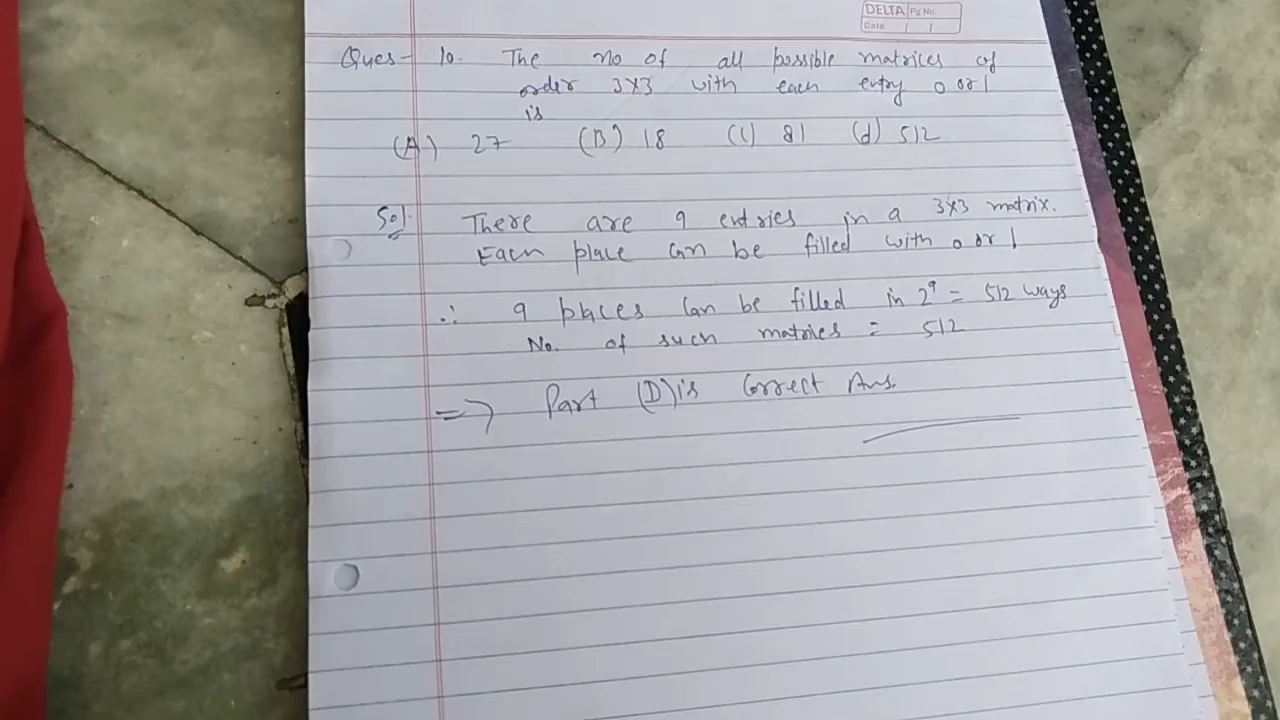 DELTA Pg No.
Date / /
Ques - 10. The no of all possible matrices of
order 3x3 with each entry 0 or 1
is
(A) 27 (B) 18 (C) 81 (d) 512
Sol. There are 9 entries in a 3x3 matrix.
Each place can be filled with 0 or 1
∴ 9 places can be filled in 2⁹ = 512 ways
No. of such matrices = 512
=> Part (D) is correct Ans.